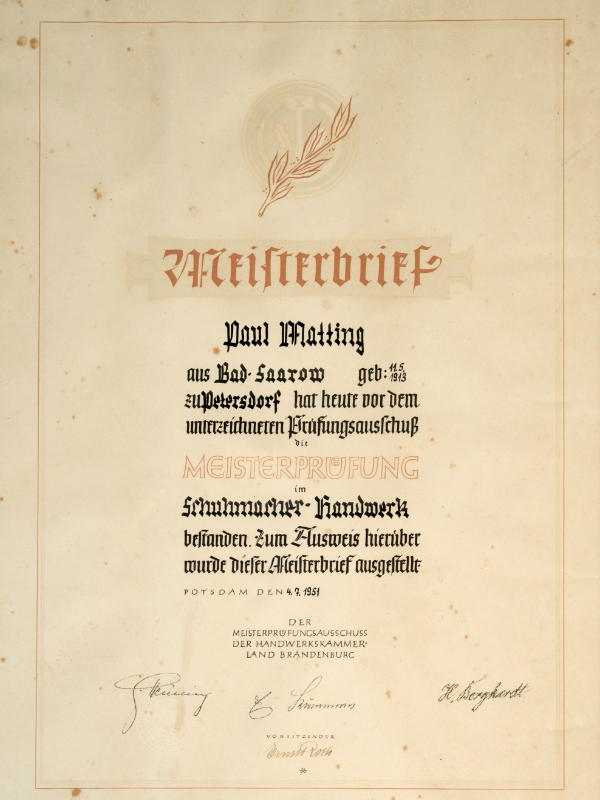 Meisterbrief
Paul Matting
aus Bad-Saarow geb: 11.5. 1913
zu Petersdorf hat heute vor dem
unterzeichneten Prüfungsausschuß
die
MEISTERPRÜFUNG
im
Schuhmacher-Handwerk
bestanden. Zum Ausweis hierüber
wurde dieser Meisterbrief ausgestellt
POTSDAM DEN 4.7.1951
DER
MEISTERPRÜFUNGSAUSSCHUSS
DER HANDWERKSKAMMER-
LAND BRANDENBURG
H. Borghardt
VORSITZENDER